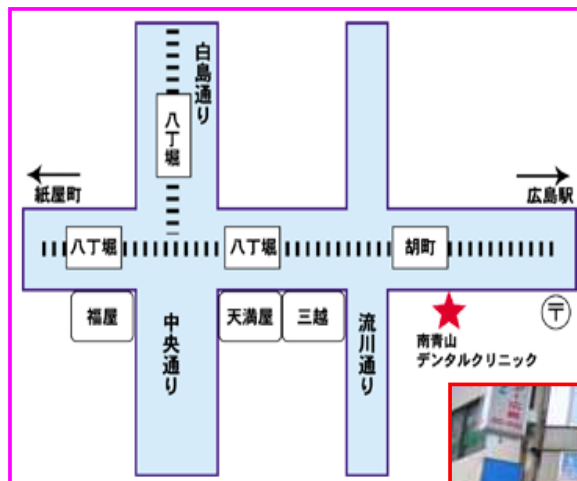 白島通り
八丁堀
紙屋町
広島駅
八丁堀
八丁堀
胡町
福屋
中央通り
天満屋
三越
流川通り
南青山
デンタルクリニック
〒